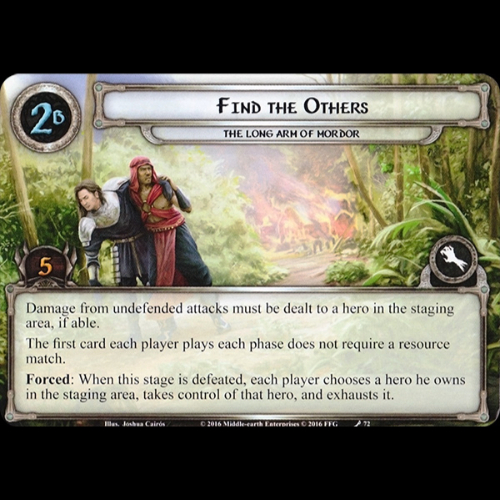 2B
FIND THE OTHERS
THE LONG ARM OF MORDOR
5
Damage from undefended attacks must be dealt to a hero in the staging
area, if able.
The first card each player plays each phase does not require a resource
match.
Forced: When this stage is defeated, each player chooses a hero he owns
in the staging area, takes control of that hero, and exhausts it.
Illus. Joshua Cairós © 2016 Middle-earth Enterprises © 2016 FFG 72